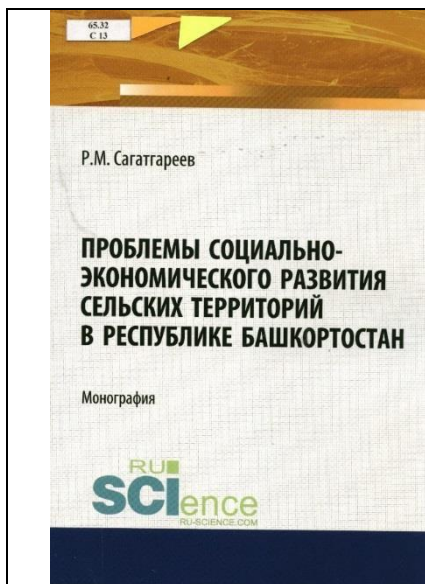 65.32
С 13
Р.М. Сагатгареев
ПРОБЛЕМЫ СОЦИАЛЬНО-
ЭКОНОМИЧЕСКОГО РАЗВИТИЯ
СЕЛЬСКИХ ТЕРРИТОРИЙ
В РЕСПУБЛИКЕ БАШКОРТОСТАН
Монография
RU
SCIence
RU-SCIENCE.COM